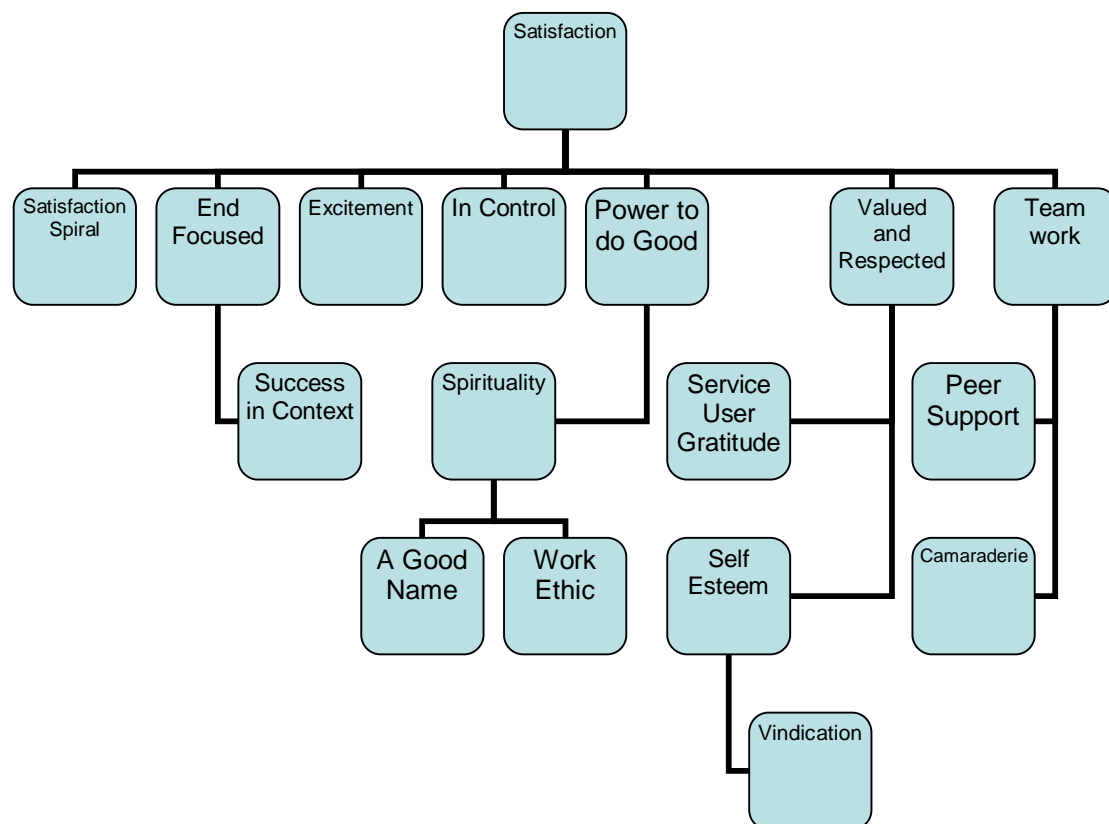 Satisfaction
Satisfaction
Spiral
End
Focused
Excitement
In Control
Power to
do Good
Valued
and
Respected
Team
work
Success
in Context
Spirituality
Service
User
Gratitude
Peer
Support
A Good
Name
Work
Ethic
Self
Esteem
Camaraderie
Vindication